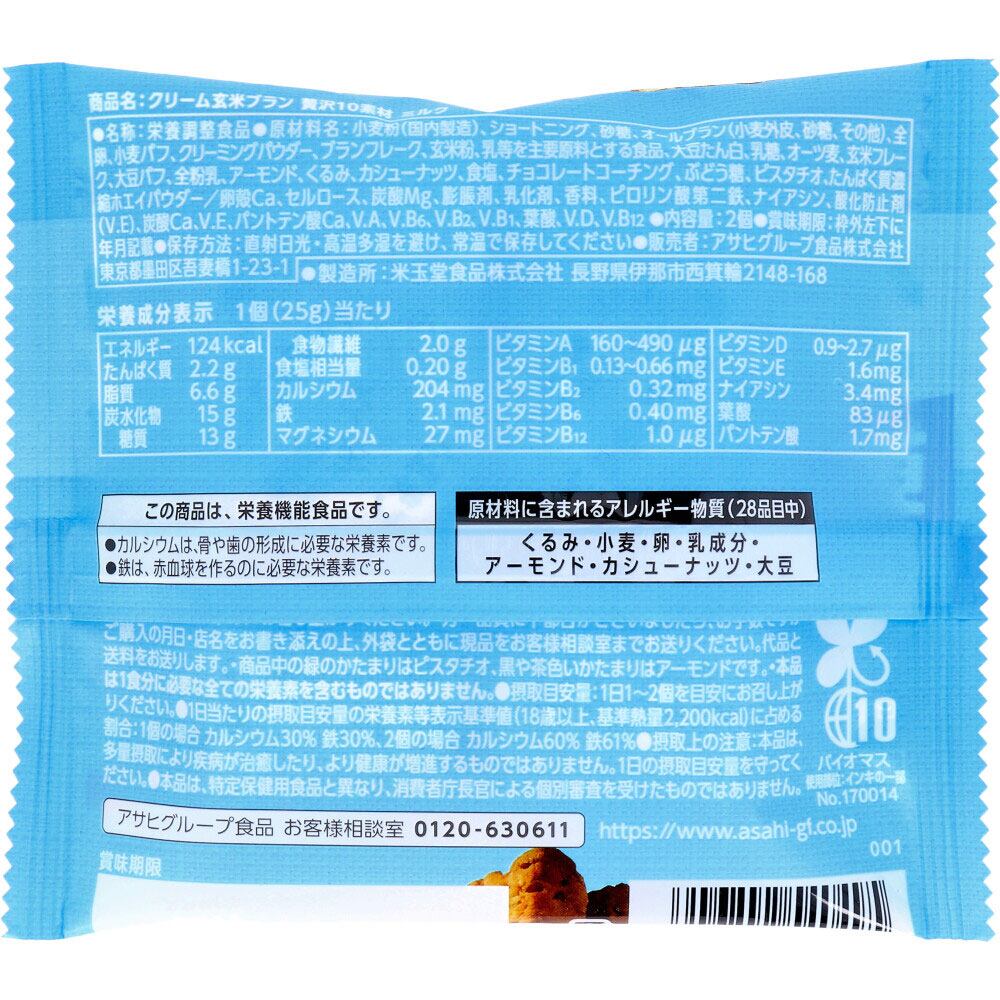 商品名：クリーム玄米ブラン 贅沢10素材 ミルク
●名称：栄養調整食品●原材料名：小麦粉（国内製造）、ショートニング、砂糖、オールブラン（小麦外皮、砂糖、その他）、全
卵、小麦パフ、クリーミングパウダー、ブランフレーク、玄米粉、乳等を主要原料とする食品、大豆たん白、乳糖、オーツ麦、玄米フレー
ク、大豆パフ、全粉乳、アーモンド、くるみ、カシューナッツ、食塩、チョコレートコーチング、ぶどう糖、ピスタチオ、たんぱく質濃
縮ホエイパウダー／卵殻Ca、セルロース、炭酸Mg、膨脹剤、乳化剤、香料、ピロリン酸第二鉄、ナイアシン、酸化防止剤
（V.E）、炭酸Ca、V.E、パントテン酸Ca、V.A、V.B6、V.B2、V.B1、葉酸、V.D、V.B12 ●内容量：2個●賞味期限：枠外左下に
年月記載●保存方法：直射日光・高温多湿を避け、常温で保存してください●販売者：アサヒグループ食品株式会社
東京都墨田区吾妻橋1-23-1 ●製造所：米玉堂食品株式会社 長野県伊那市西箕輪2148-168
栄養成分表示 1個（25g）当たり
エネルギー 124kcal 食物繊維 2.0g ビタミンA 160～490μg ビタミンD 0.9～2.7μg
たんぱく質 2.2g 食塩相当量 0.20g ビタミンB1 0.13～0.66mg ビタミンE 1.6mg
脂質 6.6g カルシウム 204mg ビタミンB2 0.32mg ナイアシン 3.4mg
炭水化物 15g 鉄 2.1mg ビタミンB6 0.40mg 葉酸 83μg
糖質 13g マグネシウム 27mg ビタミンB12 1.0μg パントテン酸 1.7mg
この商品は、栄養機能食品です。
●カルシウムは、骨や歯の形成に必要な栄養素です。
●鉄は、赤血球を作るのに必要な栄養素です。
原材料に含まれるアレルギー物質（28品目中）
くるみ・小麦・卵・乳成分・
アーモンド・カシューナッツ・大豆
ご購入の月日・店名をお書き添えの上、外袋とともに現品をお客様相談室までお送りください。代品と
送料をお送りします。・商品中の緑のかたまりはピスタチオ、黒や茶色いかたまりはアーモンドです。・本品
は1食分に必要な全ての栄養素を含むものではありません。●摂取目安量：1日1～2個を目安にお召し上が
りください。●1日当たりの摂取目安量の栄養素等表示基準値（18歳以上、基準熱量2,200kcal）に占める
割合：1個の場合 カルシウム30% 鉄30%、2個の場合 カルシウム60% 鉄61%●摂取上の注意：本品は、
多量摂取により疾病が治癒したり、より健康が増進するものではありません。1日の摂取目安量を守ってく
ださい。●本品は、特定保健用食品と異なり、消費者庁長官による個別審査を受けたものではありません。
10
バイオマス
使用部位：インキの一部
No.170014
アサヒグループ食品 お客様相談室 0120-630611
https://www.asahi-gf.co.jp
001
賞味期限